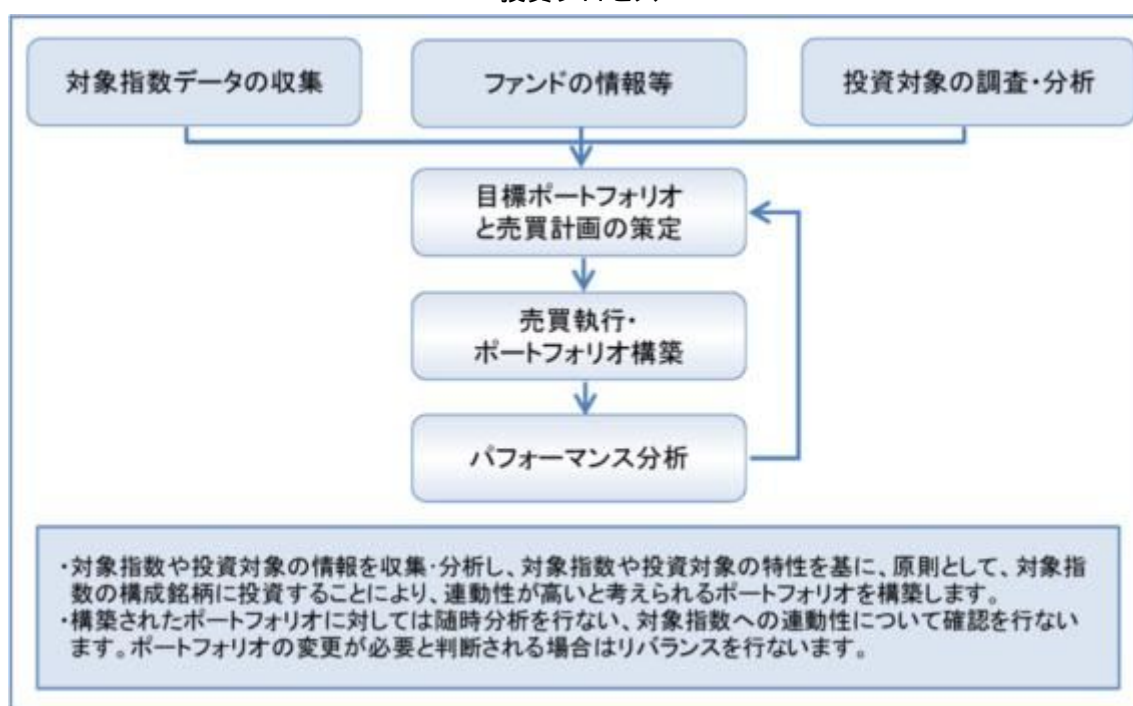 対象指数データの収集
ファンドの情報等
投資対象の調査・分析
目標ポートフォリオ
と売買計画の策定
売買執行・
ポートフォリオ構築
パフォーマンス分析
・対象指数や投資対象の情報を収集・分析し、対象指数や投資対象の特性を基に、原則として、対象指
数の構成銘柄に投資することにより、連動性が高いと考えられるポートフォリオを構築します。
・構築されたポートフォリオに対しては随時分析を行ない、対象指数への連動性について確認を行ない
ます。ポートフォリオの変更が必要と判断される場合はリバランスを行ないます。